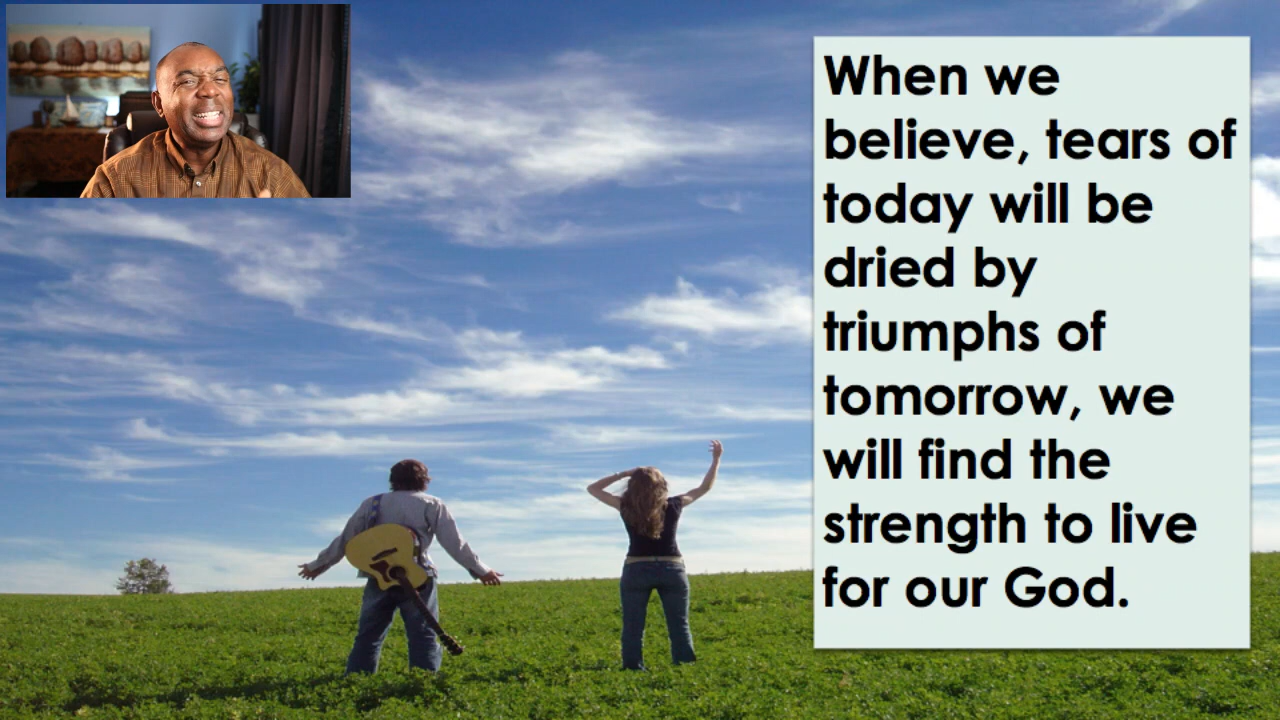 When we
believe, tears of
today will be
dried by
triumphs of
tomorrow, we
will find the
strength to live
for our God.